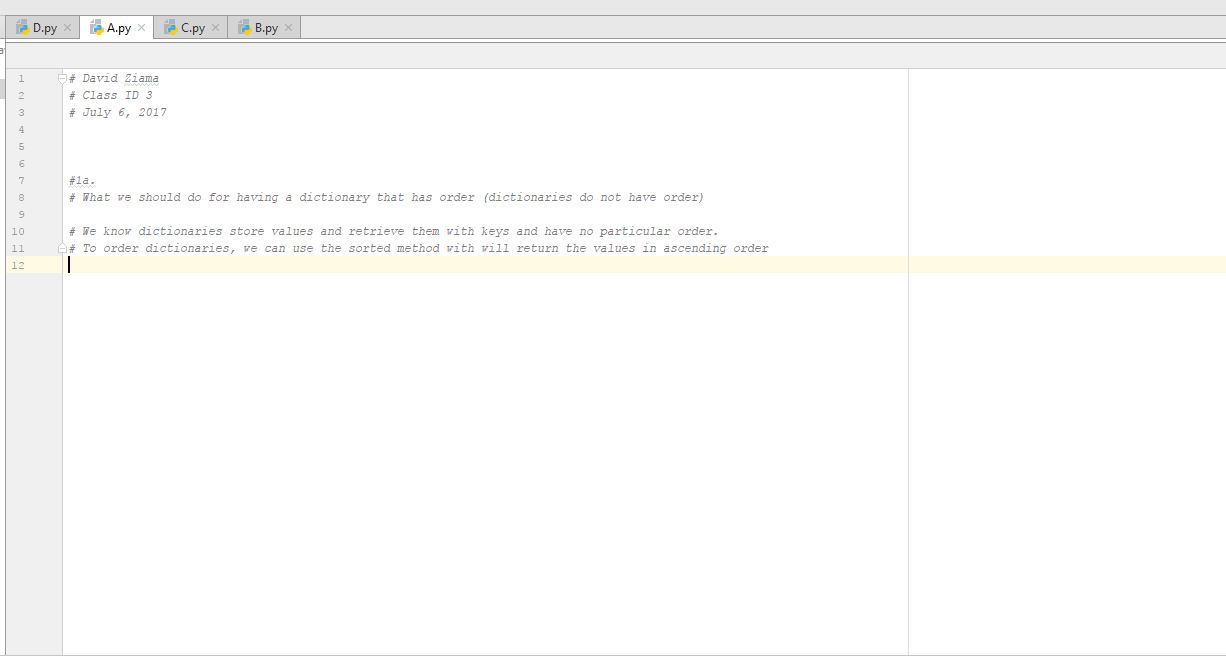 D.py A.py C.py B.py
1 # David Ziama
2 # Class ID 3
3 # July 6, 2017
4
5
6
7 #1a.
8 # What we should do for having a dictionary that has order (dictionaries do not have order)
9
10 # We know dictionaries store values and retrieve them with keys and have no particular order.
11 # To order dictionaries, we can use the sorted method with will return the values in ascending order
12